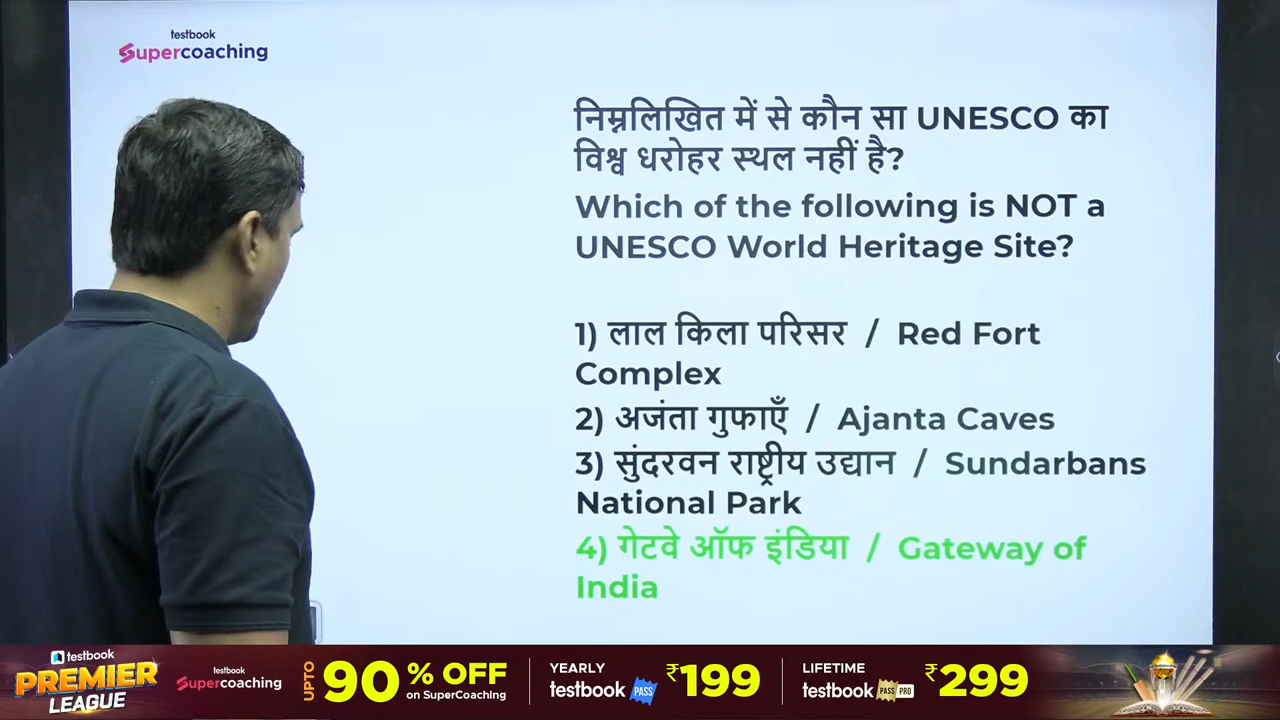 testbook
Supercoaching
निम्नलिखित में से कौन सा UNESCO का
विश्व धरोहर स्थल नहीं है?
Which of the following is NOT a
UNESCO World Heritage Site?
1) लाल किला परिसर / Red Fort
Complex
2) अजंता गुफाएँ / Ajanta Caves
3) सुंदरवन राष्ट्रीय उद्यान / Sundarbans
National Park
4) गेटवे ऑफ इंडिया / Gateway of
India
testbook
PREMIER
LEAGUE
testbook
Supercoaching
UPTO
90 % OFF
on SuperCoaching
YEARLY
testbook PASS
₹199
LIFETIME
testbook PASS PRO
₹299